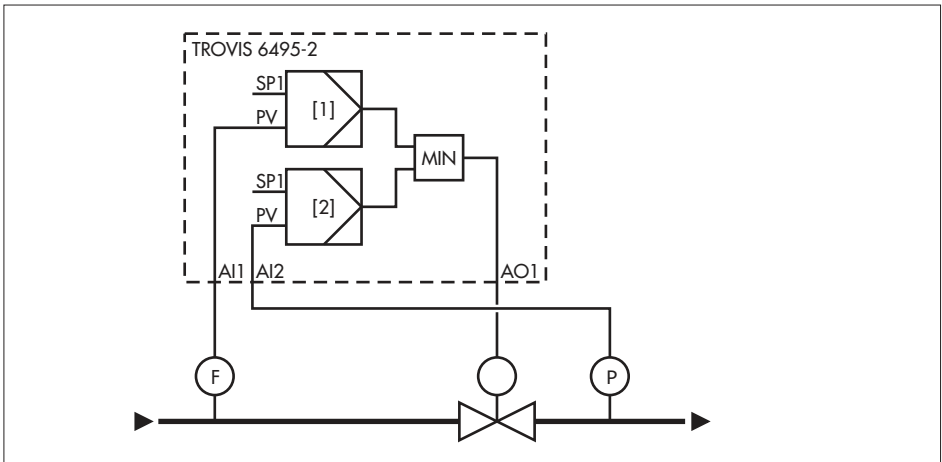 TROVIS 6495-2
SP1
[1]
PV
MIN
SP1
[2]
PV
AI1 AI2 AO1
F
P